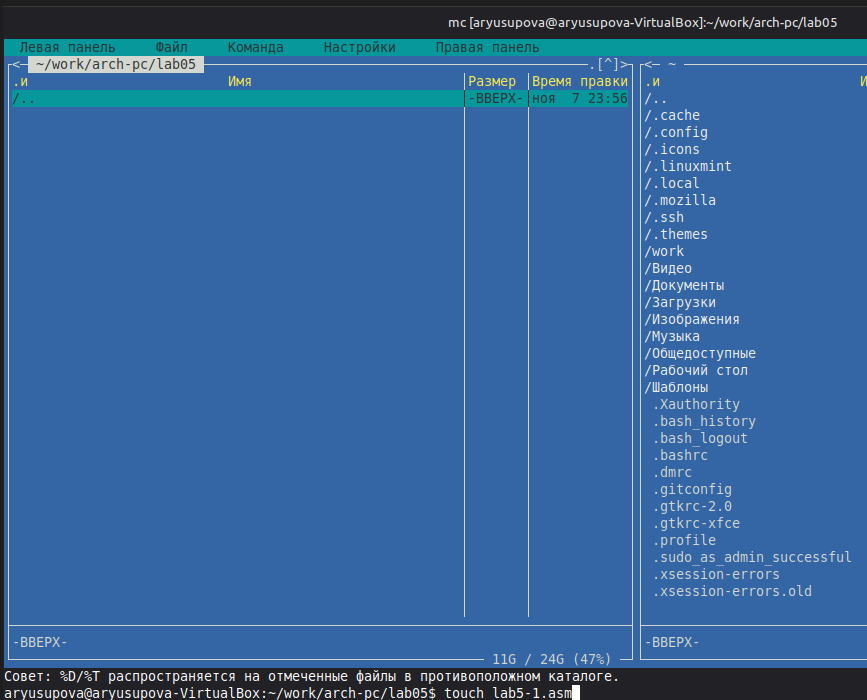 mc [aryusupova@aryusupova-VirtualBox]:~/work/arch-pc/lab05
Левая панель Файл Команда Настройки Правая панель
<─ ~/work/arch-pc/lab05 .[^]>
.и Имя Размер Время правки
/.. -ВВЕРХ- ноя 7 23:56
-ВВЕРХ-
11G / 24G (47%)
<─ ~
.и И
/..
/.cache
/.config
/.icons
/.linuxmint
/.local
/.mozilla
/.ssh
/.themes
/work
/Видео
/Документы
/Загрузки
/Изображения
/Музыка
/Общедоступные
/Рабочий стол
/Шаблоны
.Xauthority
.bash_history
.bash_logout
.bashrc
.dmrc
.gitconfig
.gtkrc-2.0
.gtkrc-xfce
.profile
.sudo_as_admin_successful
.xsession-errors
.xsession-errors.old
-ВВЕРХ-
Совет: %D/%T распространяется на отмеченные файлы в противоположном каталоге.
aryusupova@aryusupova-VirtualBox:~/work/arch-pc/lab05$ touch lab5-1.asm